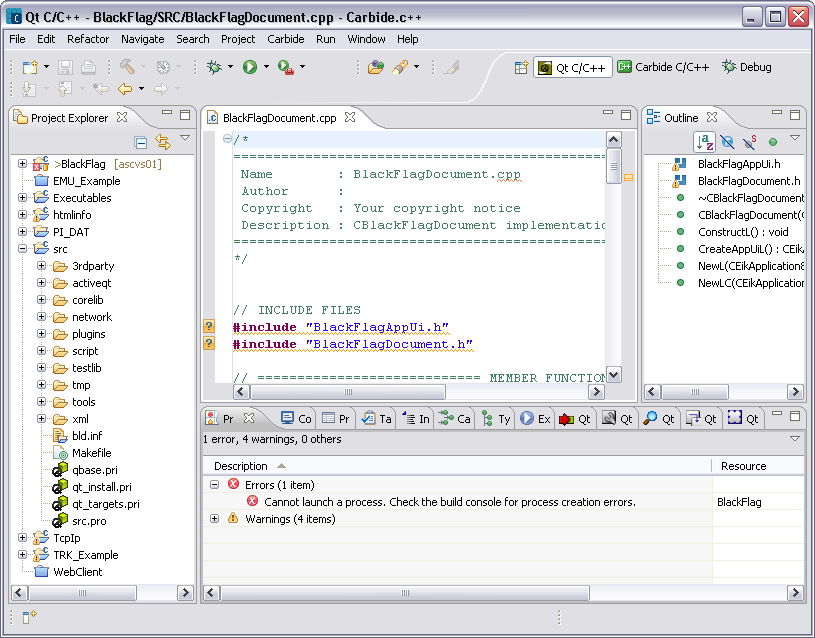 Qt C/C++ - BlackFlag/SRC/BlackFlagDocument.cpp - Carbide.c++
File Edit Refactor Navigate Search Project Carbide Run Window Help
Qt C/C++ Carbide C/C++ Debug
Project Explorer
>BlackFlag [ascvs01]
EMU_Example
Executables
htmlinfo
PI_DAT
src
3rdparty
activeqt
corelib
network
plugins
script
testlib
tmp
tools
xml
bld.inf
Makefile
qbase.pri
qt_install.pri
qt_targets.pri
src.pro
TcpIp
TRK_Example
WebClient
BlackFlagDocument.cpp
/*
============================================
Name : BlackFlagDocument.cpp
Author :
Copyright : Your copyright notice
Description : CBlackFlagDocument implementatio
============================================
*/
// INCLUDE FILES
#include "BlackFlagAppUi.h"
#include "BlackFlagDocument.h"
// ============================ MEMBER FUNCTION
Outline
BlackFlagAppUi.h
BlackFlagDocument.h
~CBlackFlagDocument
CBlackFlagDocument(C
ConstructL() : void
CreateAppUiL() : CEik
NewL(CEikApplication&
NewLC(CEikApplication
Pr Co Pr Ta In Ca Ty Ex Qt Qt Qt Qt Qt
1 error, 4 warnings, 0 others
Description Resource
Errors (1 item)
Cannot launch a process. Check the build console for process creation errors. BlackFlag
Warnings (4 items)